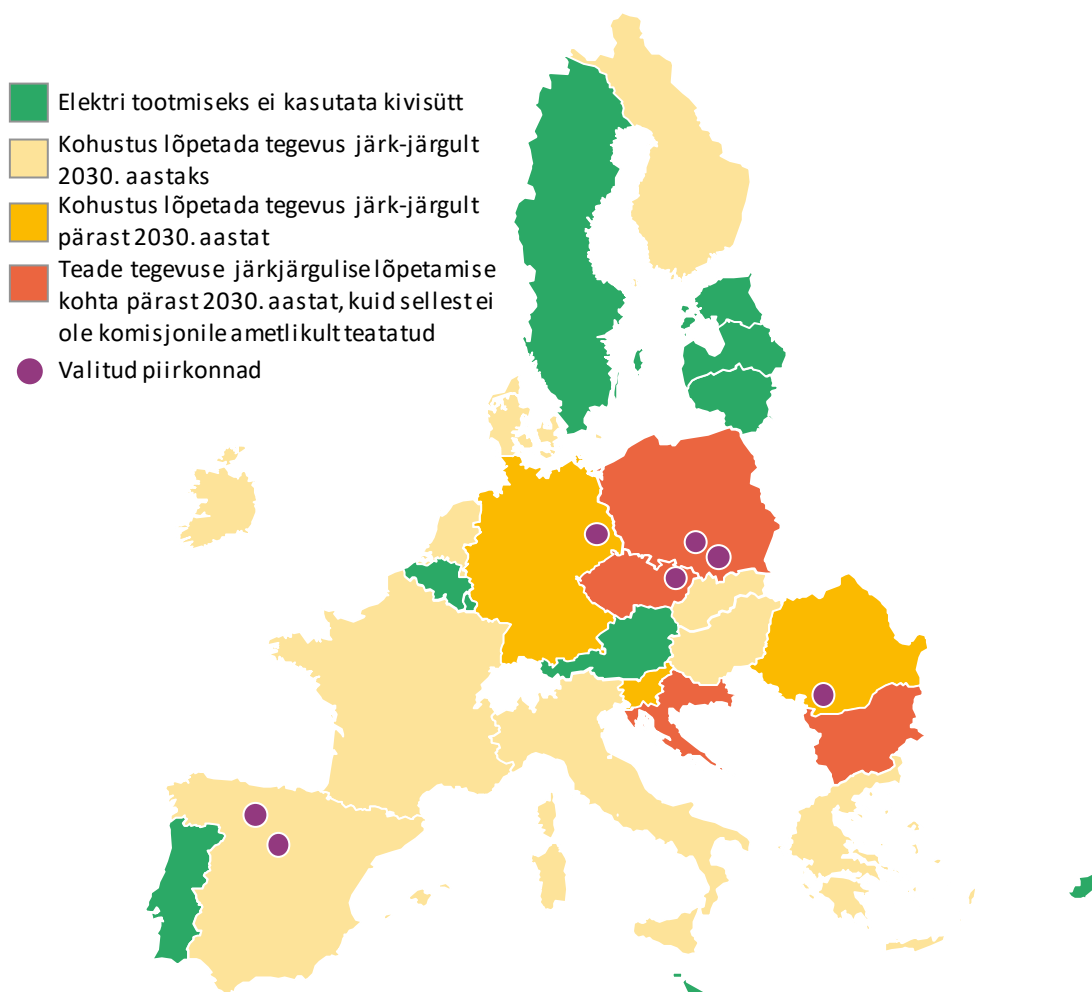 Elektri tootmiseks ei kasutata kivisütt
Kohustus lõpetada tegevus järk-järgult
2030. aastaks
Kohustus lõpetada tegevus järk-järgult
pärast 2030. aastat
Teade tegevuse järkjärgulise lõpetamise
kohta pärast 2030. aastat, kuid sellest ei
ole komisjonile ametlikult teatatud
Valitud piirkonnad